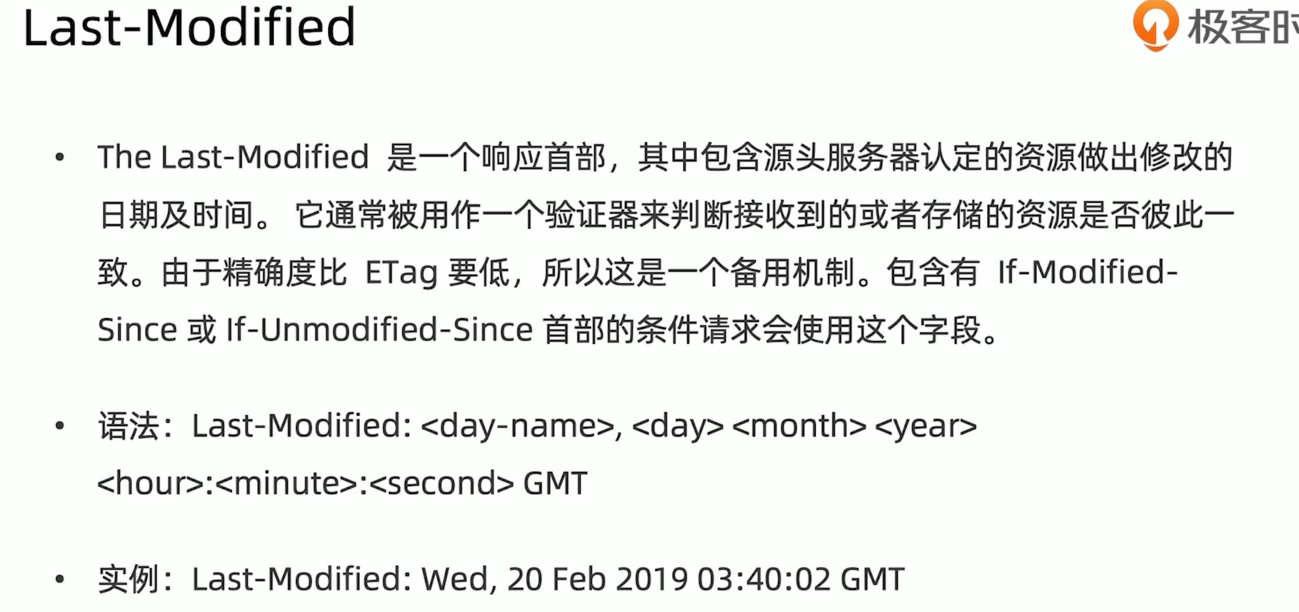 Last-Modified
极客时
• The Last-Modified 是一个响应首部，其中包含源头服务器认定的资源做出修改的
日期及时间。 它通常被用作一个验证器来判断接收到的或者存储的资源是否彼此一
致。由于精确度比 ETag 要低，所以这是一个备用机制。包含有 If-Modified-
Since 或 If-Unmodified-Since 首部的条件请求会使用这个字段。
• 语法：Last-Modified: <day-name>, <day> <month> <year>
<hour>:<minute>:<second> GMT
• 实例：Last-Modified: Wed, 20 Feb 2019 03:40:02 GMT